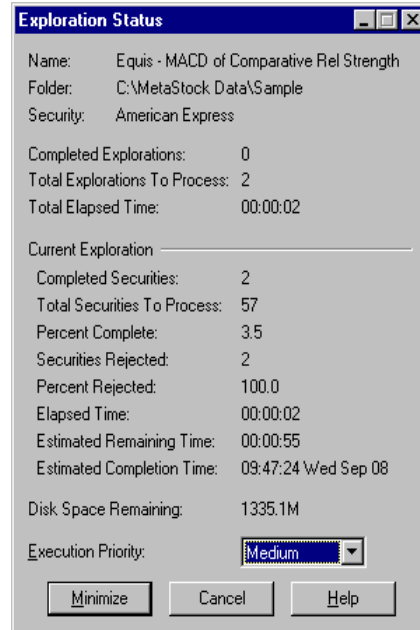 Exploration Status
Name: Equis - MACD of Comparative Rel Strength
Folder: C:\MetaStock Data\Sample
Security: American Express
Completed Explorations: 0
Total Explorations To Process: 2
Total Elapsed Time: 00:00:02
Current Exploration
Completed Securities: 2
Total Securities To Process: 57
Percent Complete: 3.5
Securities Rejected: 2
Percent Rejected: 100.0
Elapsed Time: 00:00:02
Estimated Remaining Time: 00:00:55
Estimated Completion Time: 09:47:24 Wed Sep 08
Disk Space Remaining: 1335.1M
Execution Priority: Medium
Minimize Cancel Help